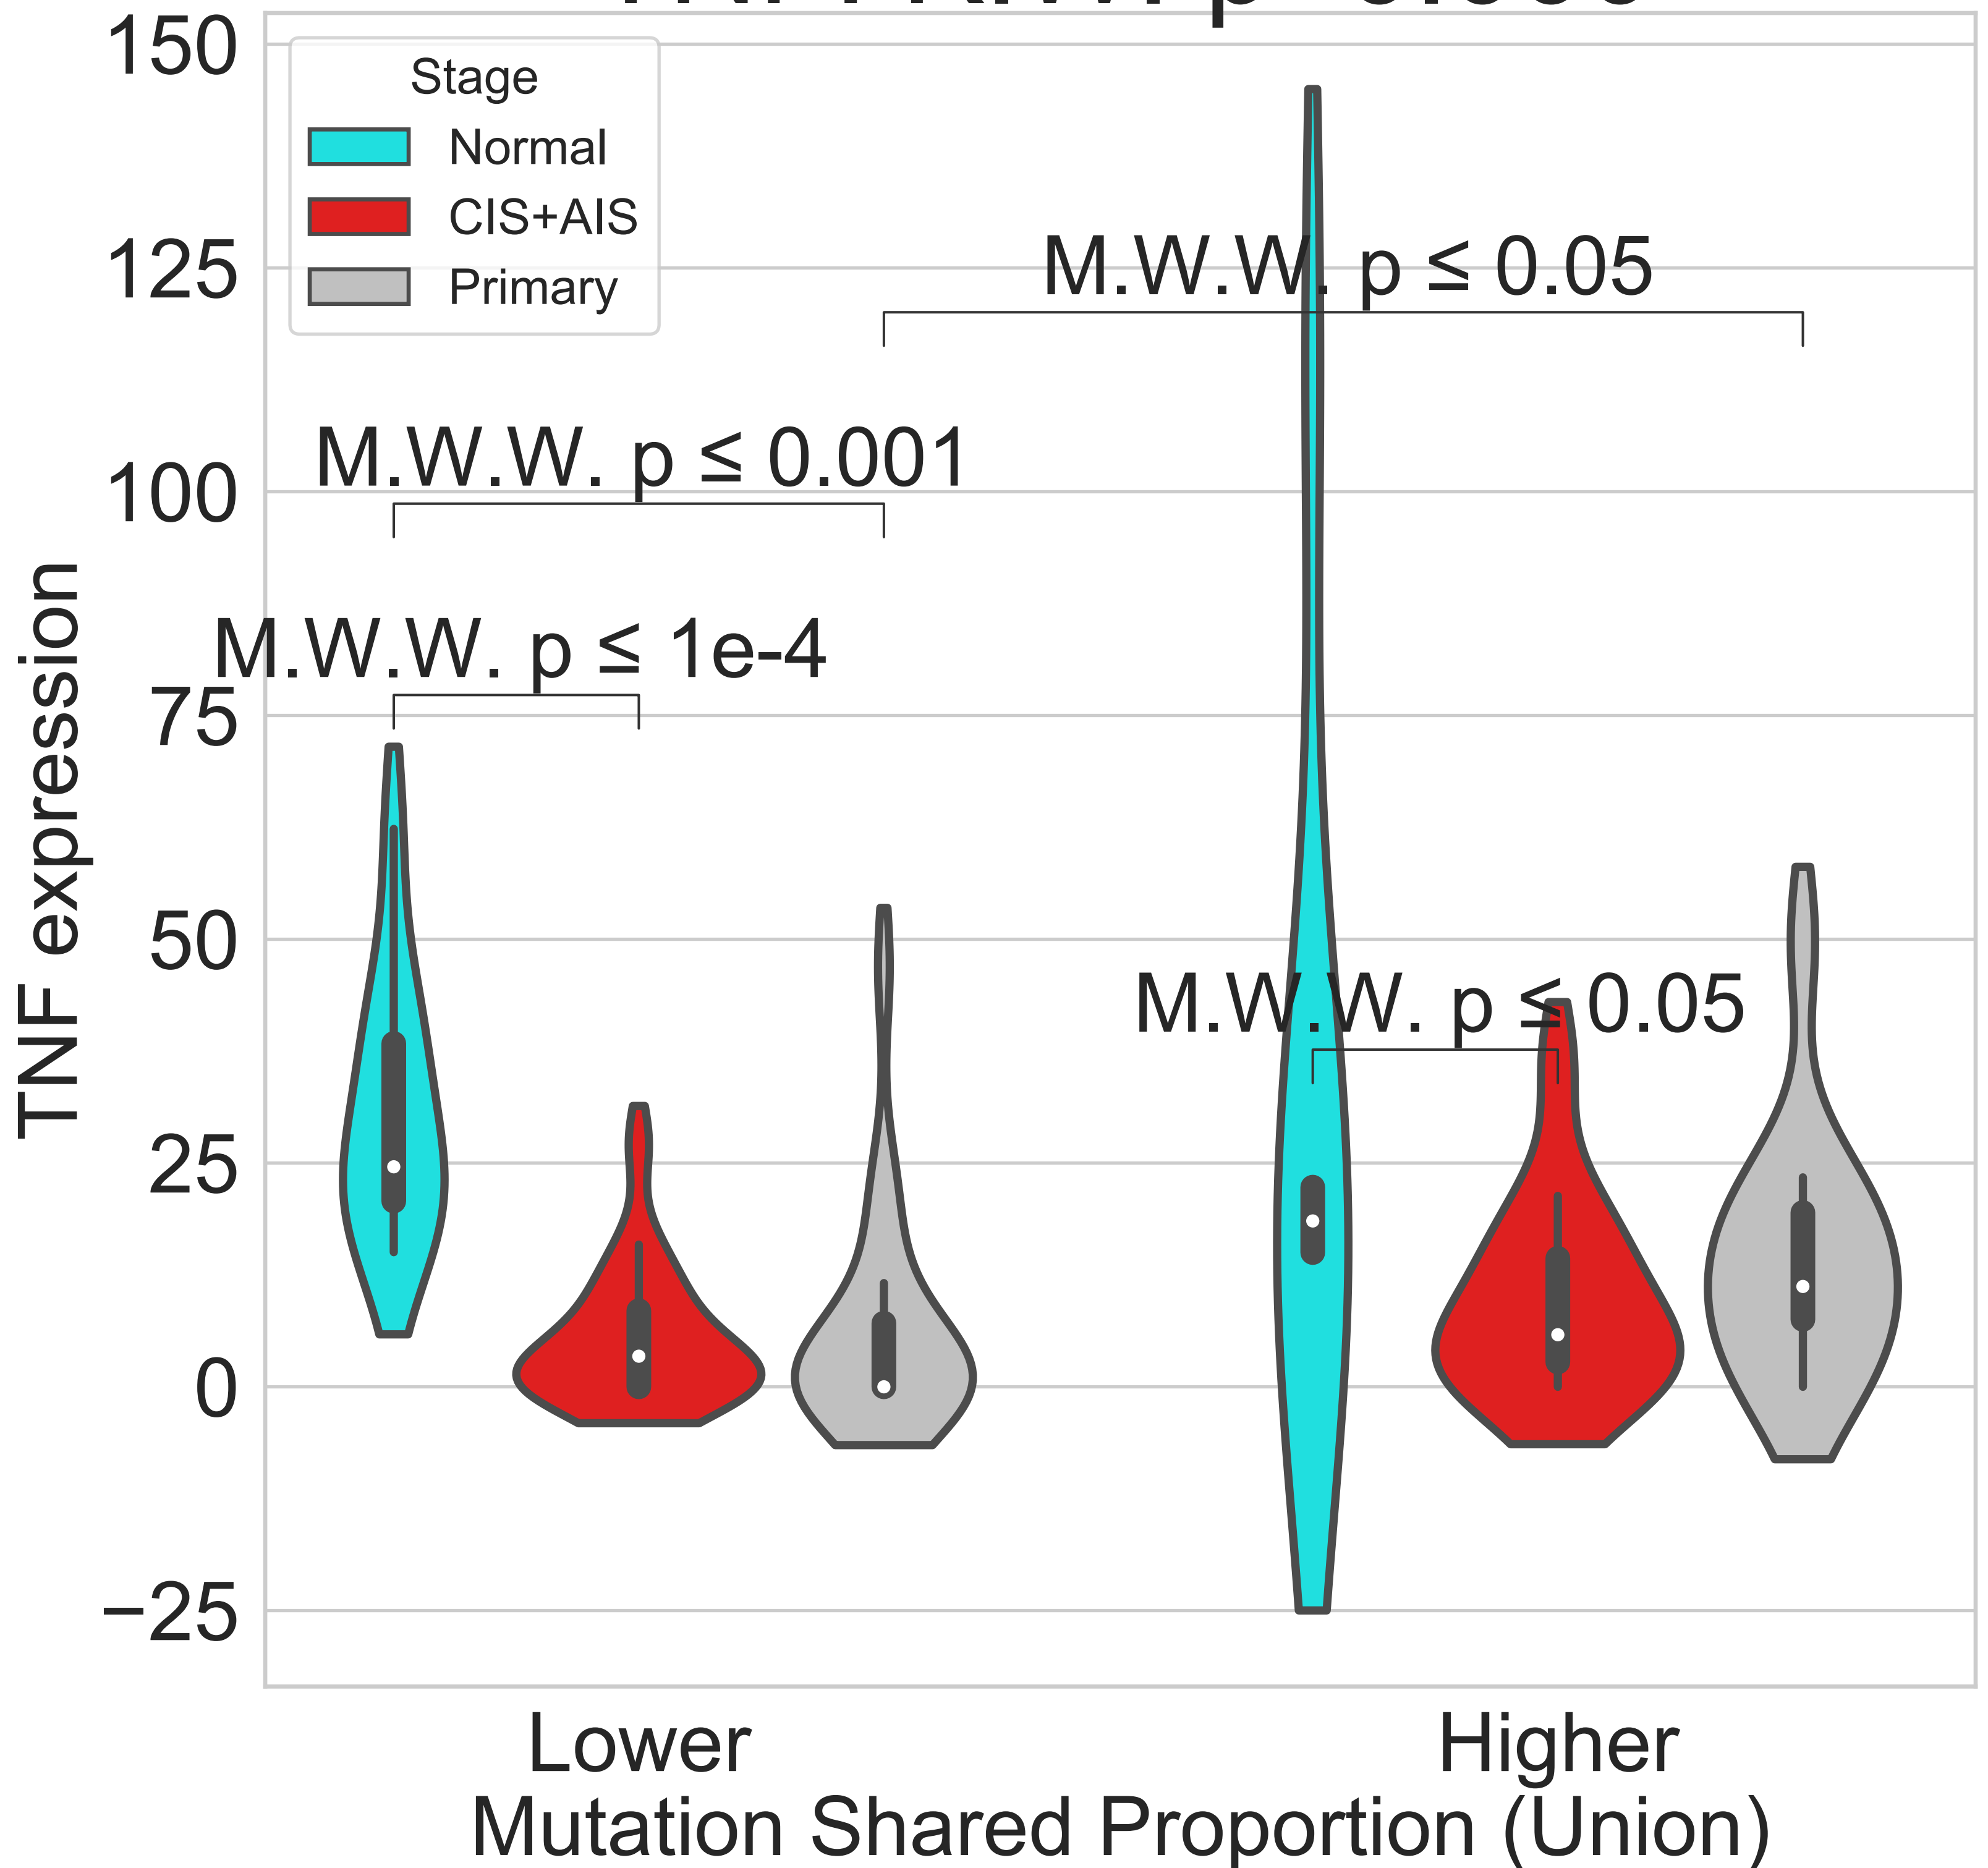 150
125
100
75
50
25
0
−25
TNF expression
Stage
Normal
CIS+AIS
Primary
M.W.W. p ≤ 0.05
M.W.W. p ≤ 0.001
M.W.W. p ≤ 1e-4
M.W.W. p ≤ 0.05
Lower
Higher
Mutation Shared Proportion (Union)